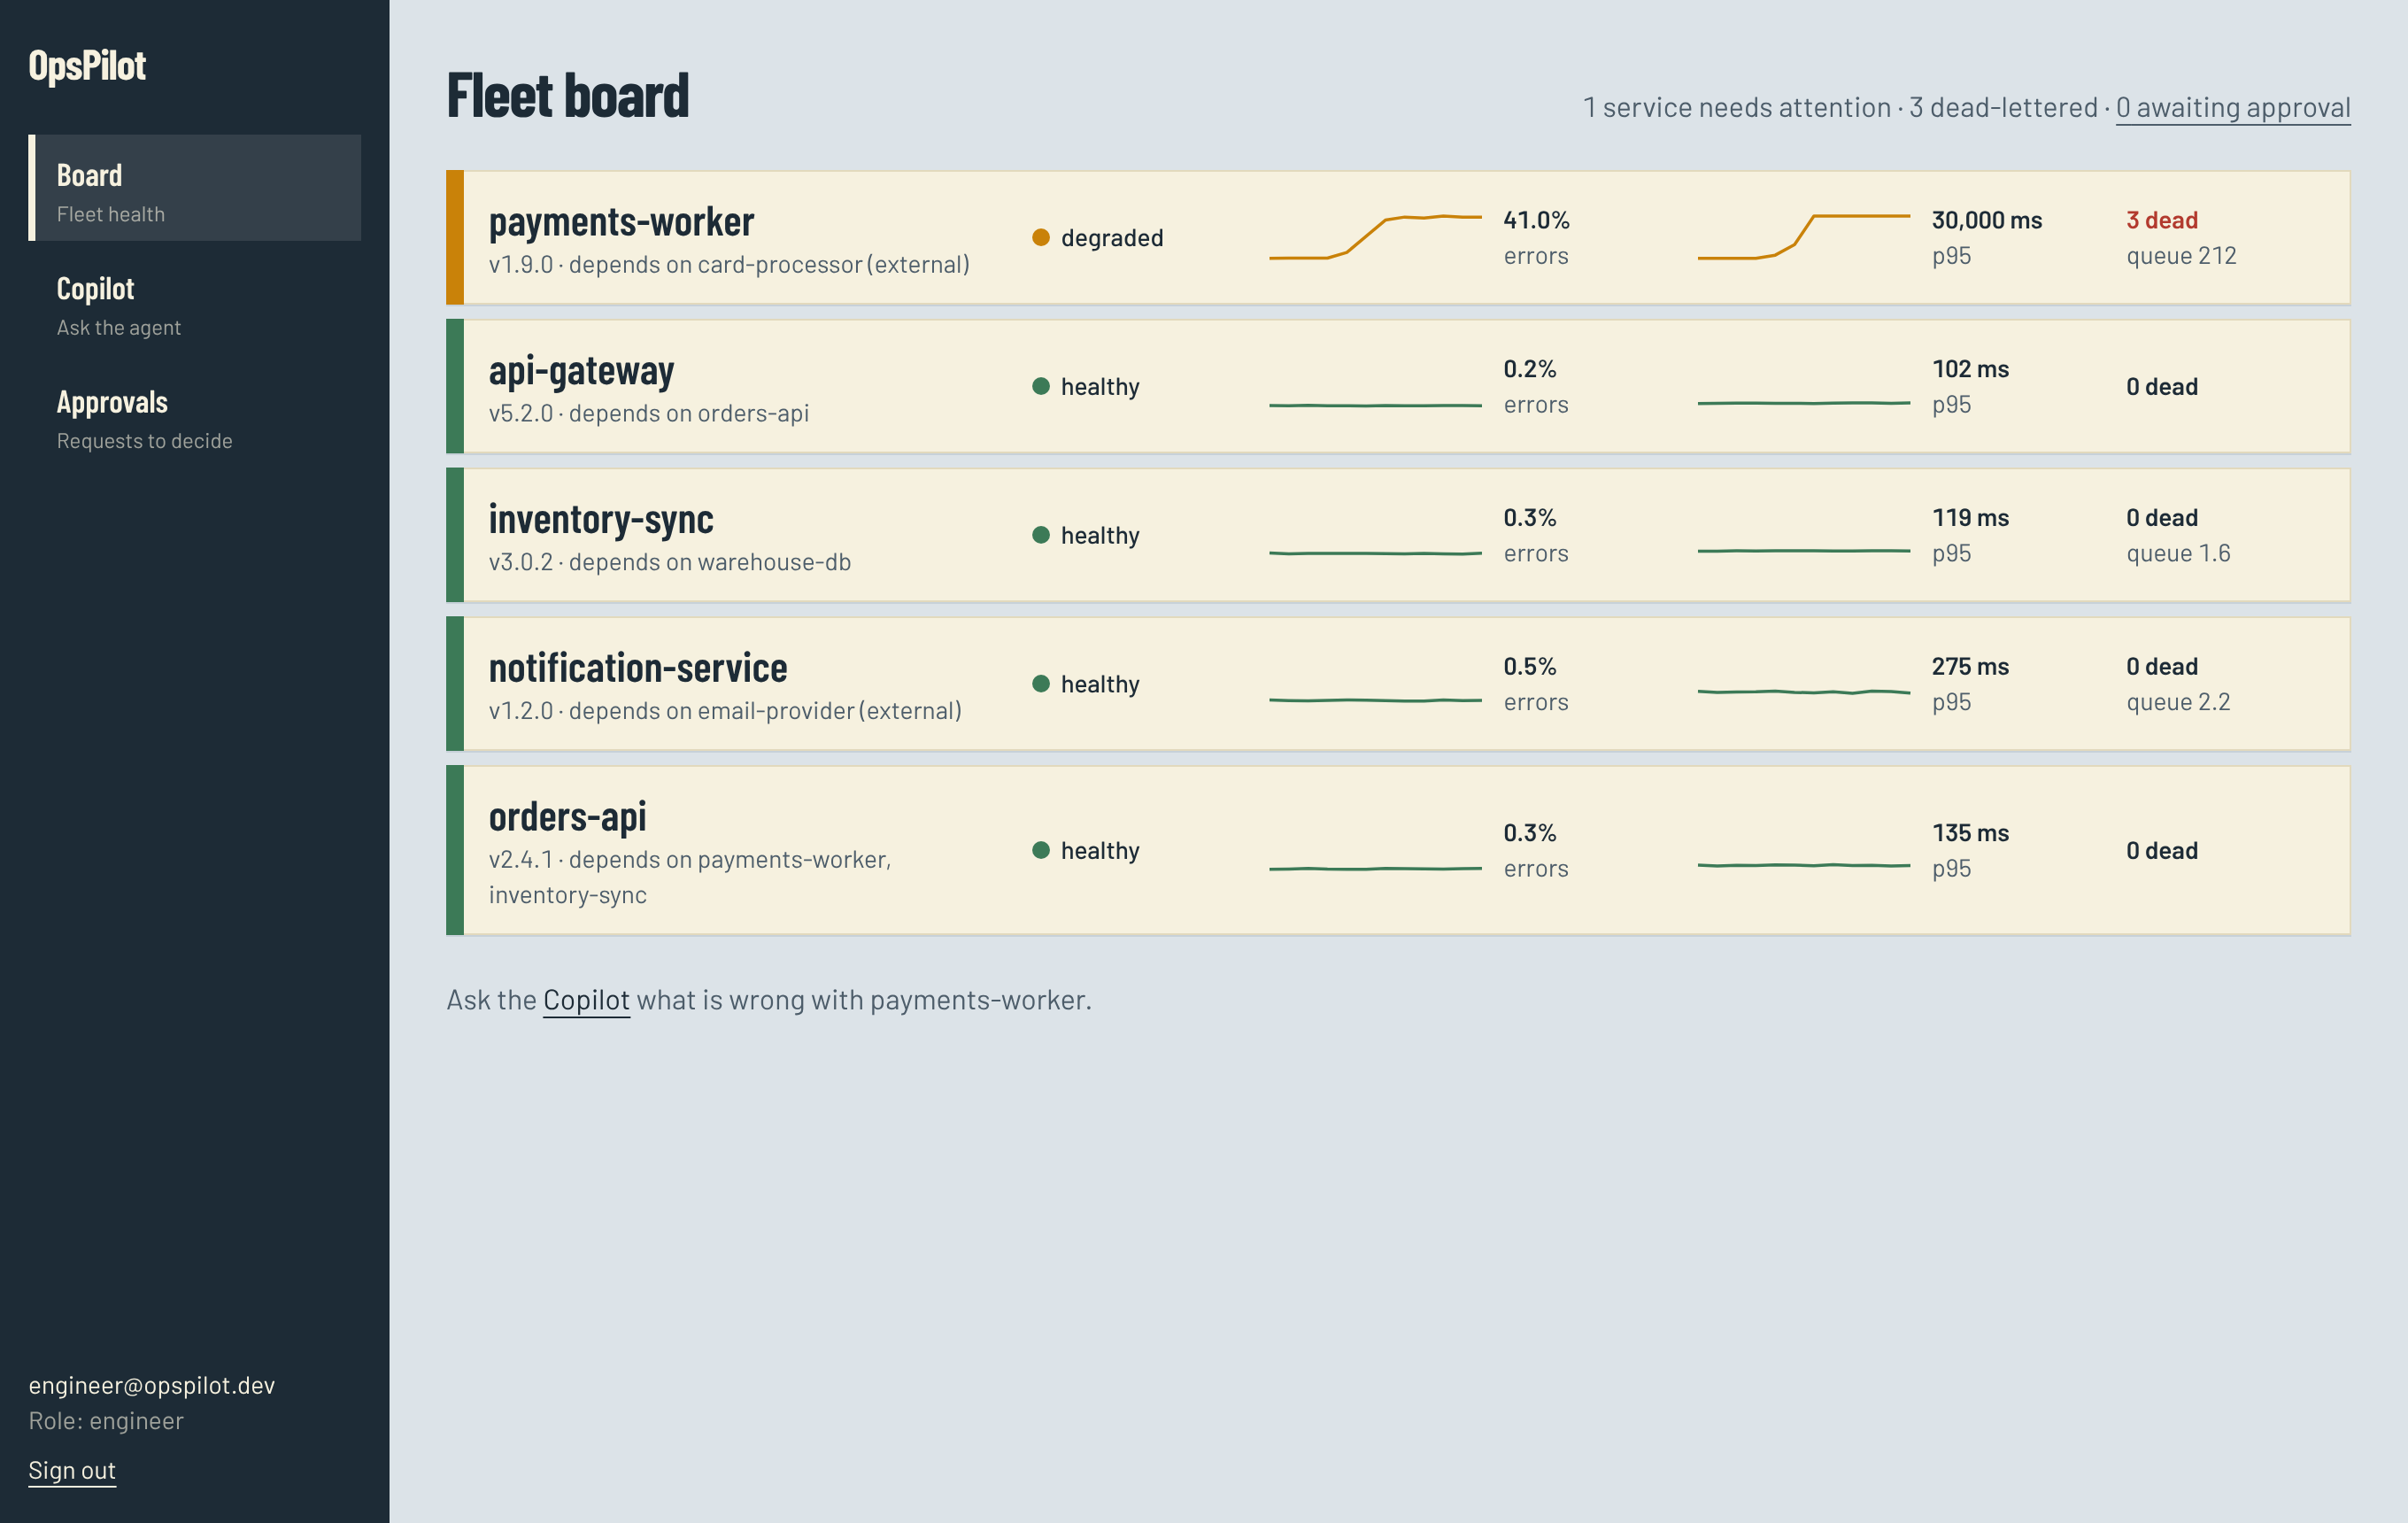 OpsPilot
Board
Fleet health
Copilot
Ask the agent
Approvals
Requests to decide
engineer@opspilot.dev
Role: engineer
Sign out
Fleet board
1 service needs attention · 3 dead-lettered · 0 awaiting approval
payments-worker
v1.9.0 · depends on card-processor (external)
degraded
41.0%
errors
30,000 ms
p95
3 dead
queue 212
api-gateway
v5.2.0 · depends on orders-api
healthy
0.2%
errors
102 ms
p95
0 dead
inventory-sync
v3.0.2 · depends on warehouse-db
healthy
0.3%
errors
119 ms
p95
0 dead
queue 1.6
notification-service
v1.2.0 · depends on email-provider (external)
healthy
0.5%
errors
275 ms
p95
0 dead
queue 2.2
orders-api
v2.4.1 · depends on payments-worker,
inventory-sync
healthy
0.3%
errors
135 ms
p95
0 dead
Ask the Copilot what is wrong with payments-worker.